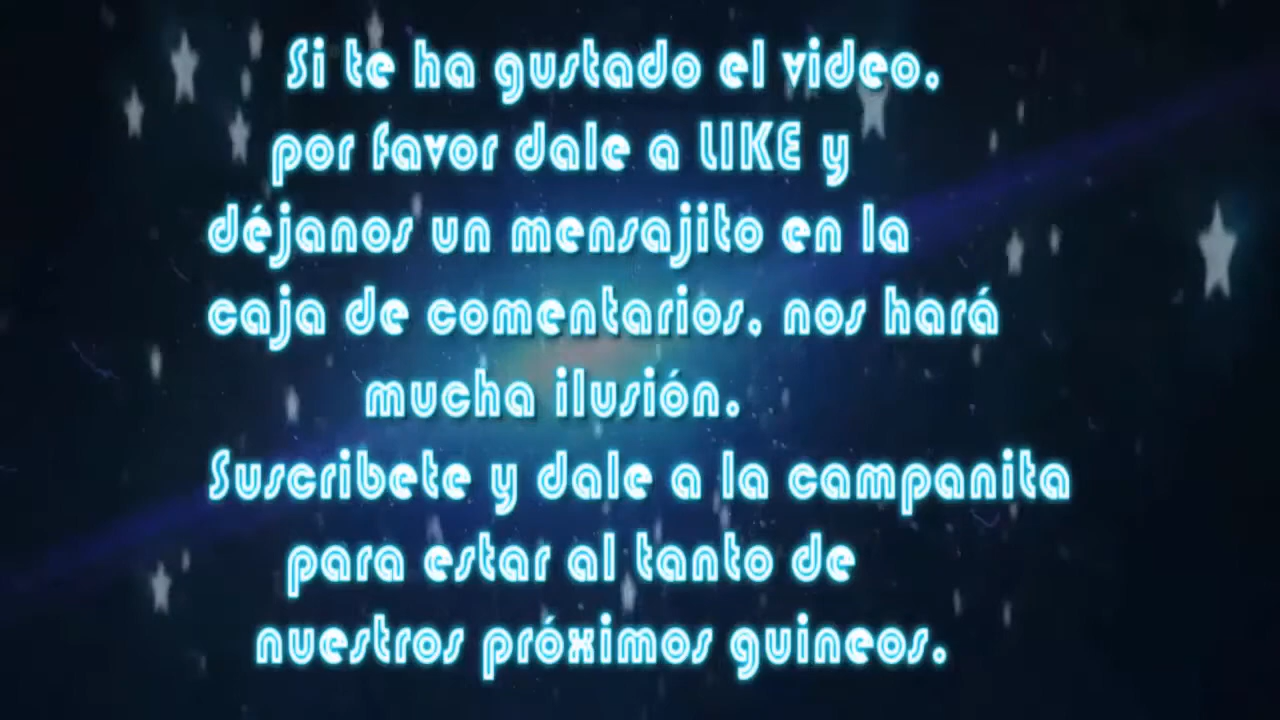 Si te ha gustado el video,
por favor dale a LIKE y
déjanos un mensajito en la
caja de comentarios, nos hará
mucha ilusión.
Suscribete y dale a la campanita
para estar al tanto de
nuestros próximos guineos.